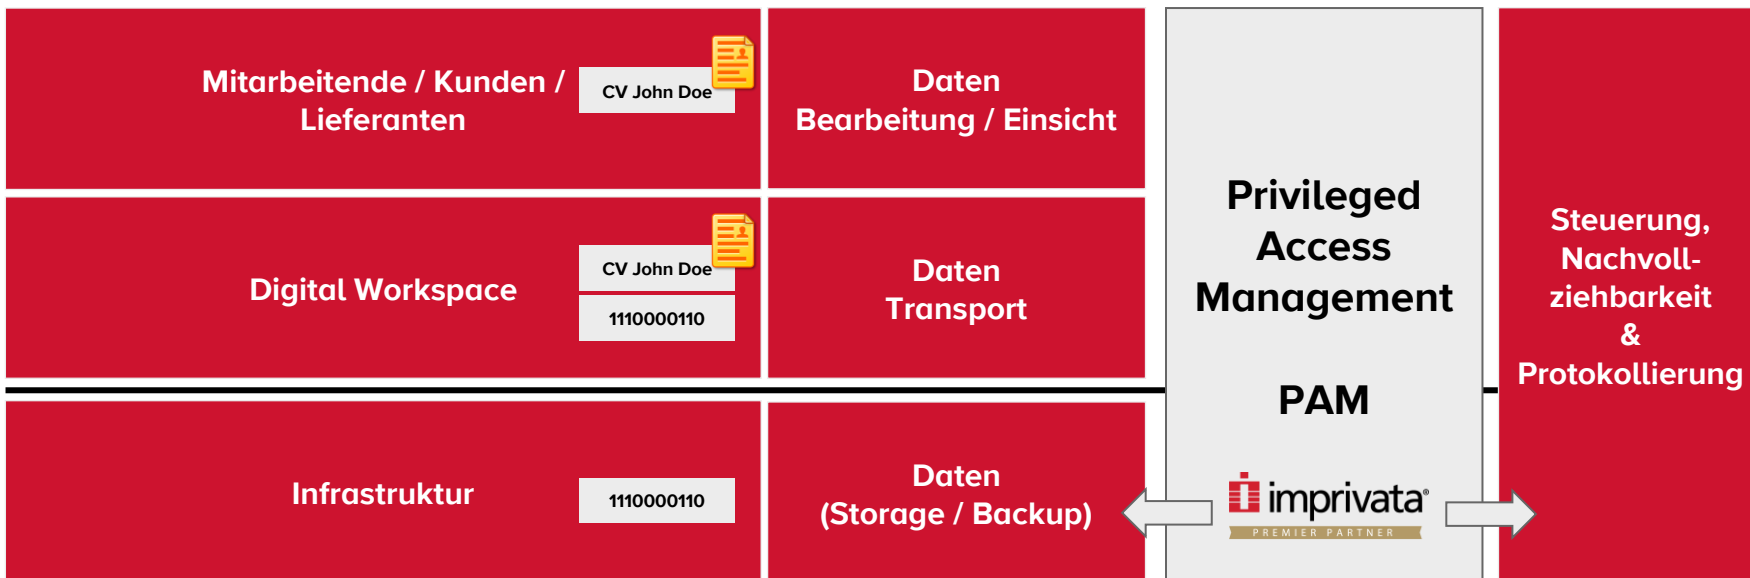 Mitarbeitende / Kunden /
Lieferanten
CV John Doe
Daten
Bearbeitung / Einsicht
Digital Workspace
CV John Doe
1110000110
Daten
Transport
Infrastruktur
1110000110
Daten
(Storage / Backup)
Privileged
Access
Management
PAM
imprivata®
PREMIER PARTNER
Steuerung,
Nachvoll-
ziehbarkeit
&
Protokollierung